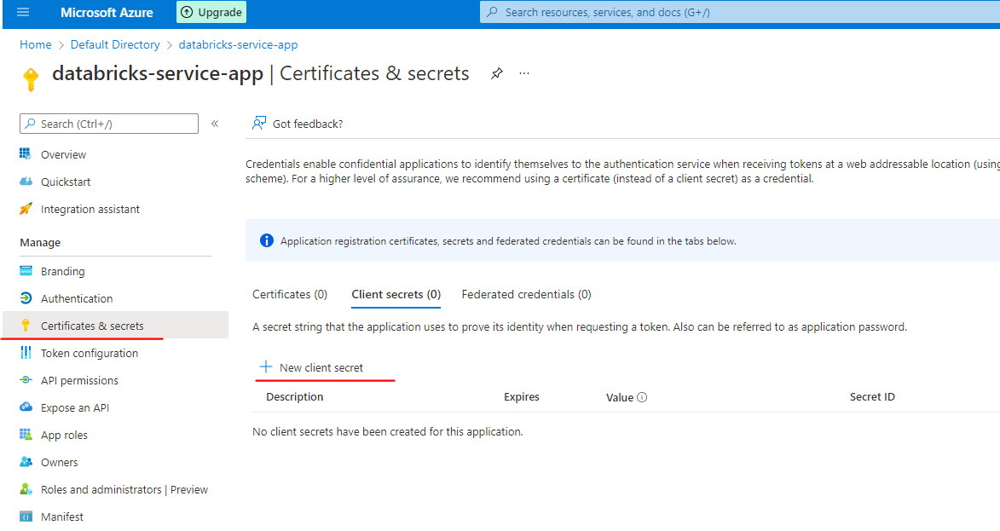 Microsoft Azure
Upgrade
Search resources, services, and docs (G+/)
Home > Default Directory > databricks-service-app
databricks-service-app | Certificates & secrets
...
Search (Ctrl+/)
«
Overview
Quickstart
Integration assistant
Manage
Branding
Authentication
Certificates & secrets
Token configuration
API permissions
Expose an API
App roles
Owners
Roles and administrators | Preview
Manifest
Got feedback?
Credentials enable confidential applications to identify themselves to the authentication service when receiving tokens at a web addressable location (using
scheme). For a higher level of assurance, we recommend using a certificate (instead of a client secret) as a credential.
Application registration certificates, secrets and federated credentials can be found in the tabs below.
Certificates (0) Client secrets (0) Federated credentials (0)
A secret string that the application uses to prove its identity when requesting a token. Also can be referred to as application password.
New client secret
Description Expires Value Secret ID
No client secrets have been created for this application.